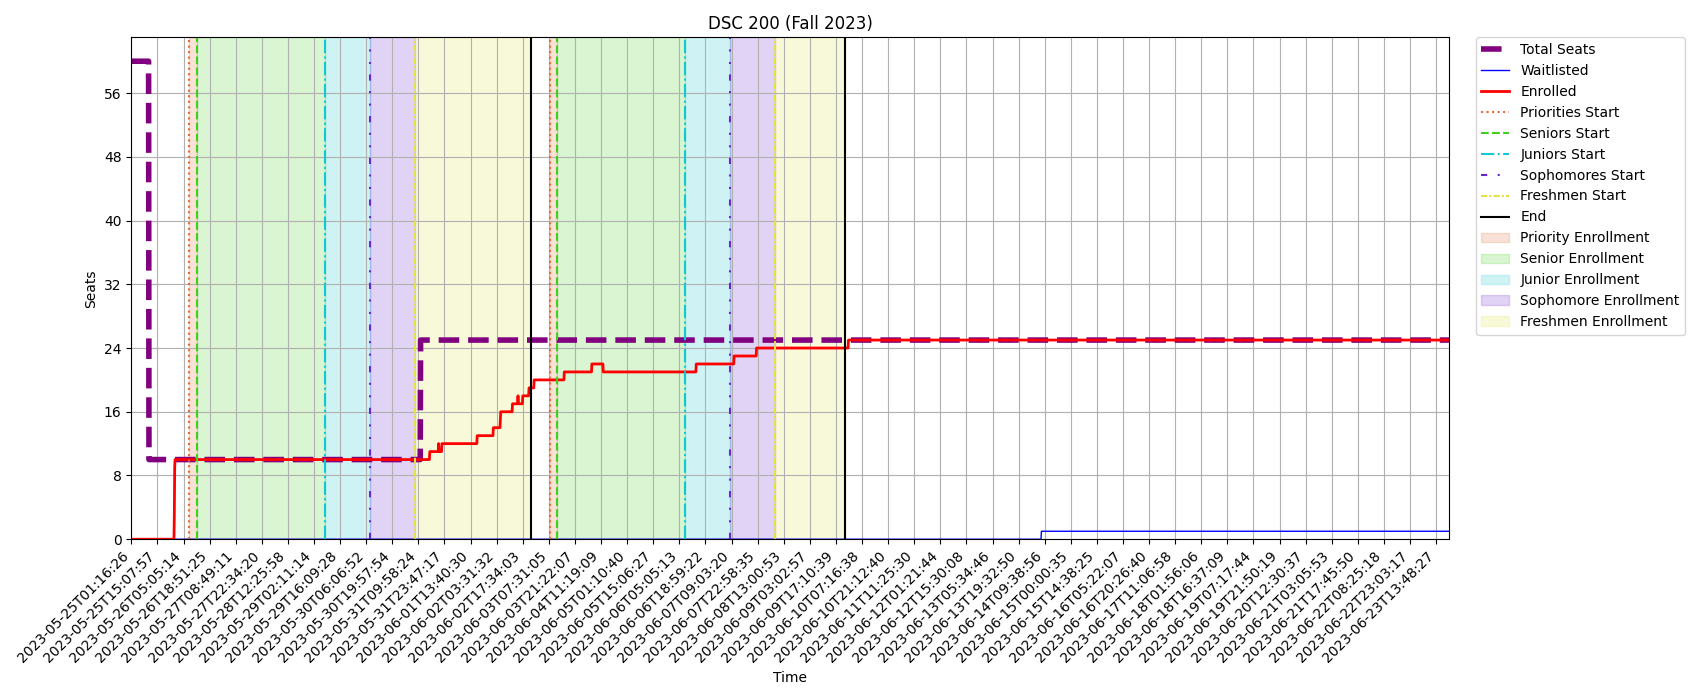 DSC 200 (Fall 2023)
Seats
56
48
40
32
24
16
8
0
2023-05-25T01:16:26
2023-05-25T15:07:57
2023-05-26T05:05:14
2023-05-26T18:51:25
2023-05-27T08:49:11
2023-05-27T22:34:20
2023-05-28T12:25:58
2023-05-29T02:11:14
2023-05-29T16:09:28
2023-05-30T06:06:52
2023-05-30T19:57:54
2023-05-31T09:58:24
2023-05-31T23:47:17
2023-06-01T13:40:30
2023-06-02T03:31:32
2023-06-02T17:34:03
2023-06-03T07:31:05
2023-06-03T21:22:07
2023-06-04T11:19:09
2023-06-05T01:10:40
2023-06-05T15:06:27
2023-06-06T05:05:13
2023-06-06T18:59:22
2023-06-07T09:03:20
2023-06-07T22:58:35
2023-06-08T13:00:53
2023-06-09T03:02:57
2023-06-09T17:10:39
2023-06-10T07:16:38
2023-06-10T21:12:40
2023-06-11T11:25:30
2023-06-12T01:21:44
2023-06-12T15:30:08
2023-06-13T05:34:46
2023-06-13T19:32:50
2023-06-14T09:38:56
2023-06-15T00:00:35
2023-06-15T14:38:25
2023-06-16T05:22:07
2023-06-16T20:26:40
2023-06-17T11:06:58
2023-06-18T01:56:06
2023-06-18T16:37:09
2023-06-19T07:17:44
2023-06-19T21:50:19
2023-06-20T12:30:37
2023-06-21T03:05:53
2023-06-21T17:45:50
2023-06-22T08:25:18
2023-06-22T23:03:17
2023-06-23T13:48:27
Time
Total Seats
Waitlisted
Enrolled
Priorities Start
Seniors Start
Juniors Start
Sophomores Start
Freshmen Start
End
Priority Enrollment
Senior Enrollment
Junior Enrollment
Sophomore Enrollment
Freshmen Enrollment